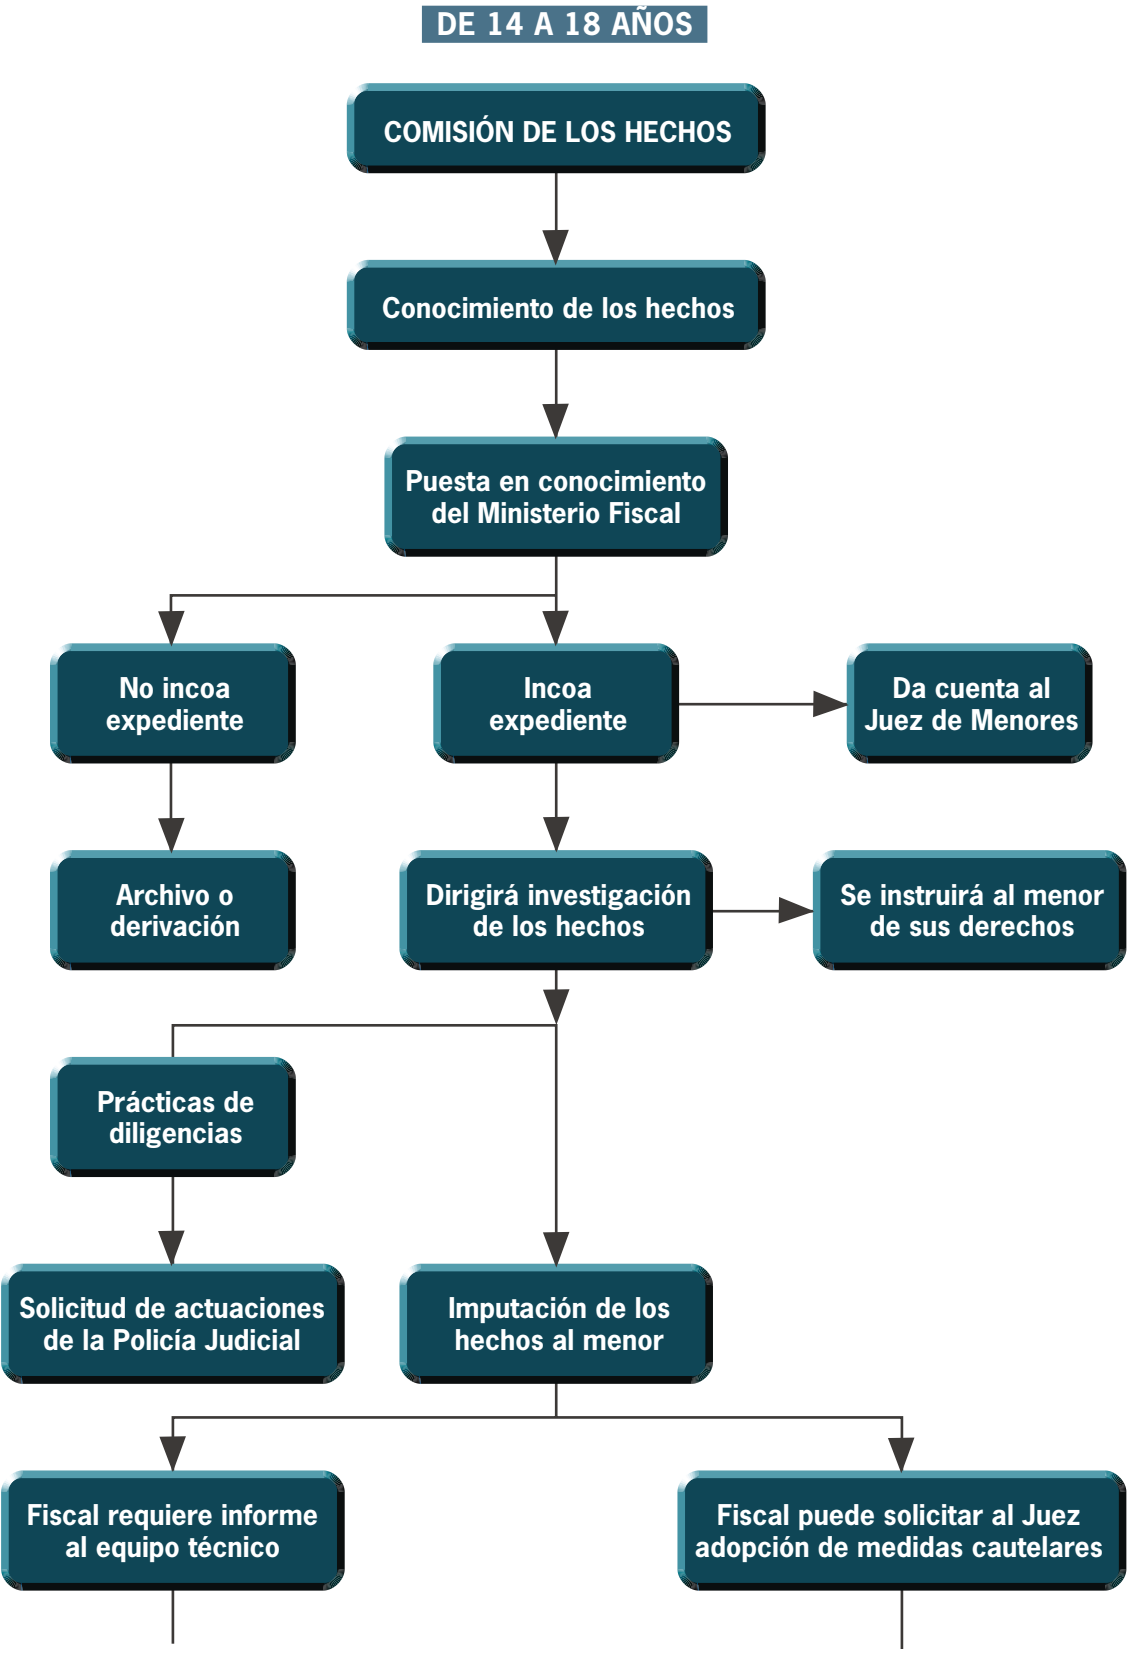 DE 14 A 18 AÑOS
COMISIÓN DE LOS HECHOS
Conocimiento de los hechos
Puesta en conocimiento
del Ministerio Fiscal
No incoa
expediente
Incoa
expediente
Da cuenta al
Juez de Menores
Archivo o
derivación
Dirigirá investigación
de los hechos
Se instruirá al menor
de sus derechos
Prácticas de
diligencias
Solicitud de actuaciones
de la Policía Judicial
Imputación de los
hechos al menor
Fiscal requiere informe
al equipo técnico
Fiscal puede solicitar al Juez
adopción de medidas cautelares